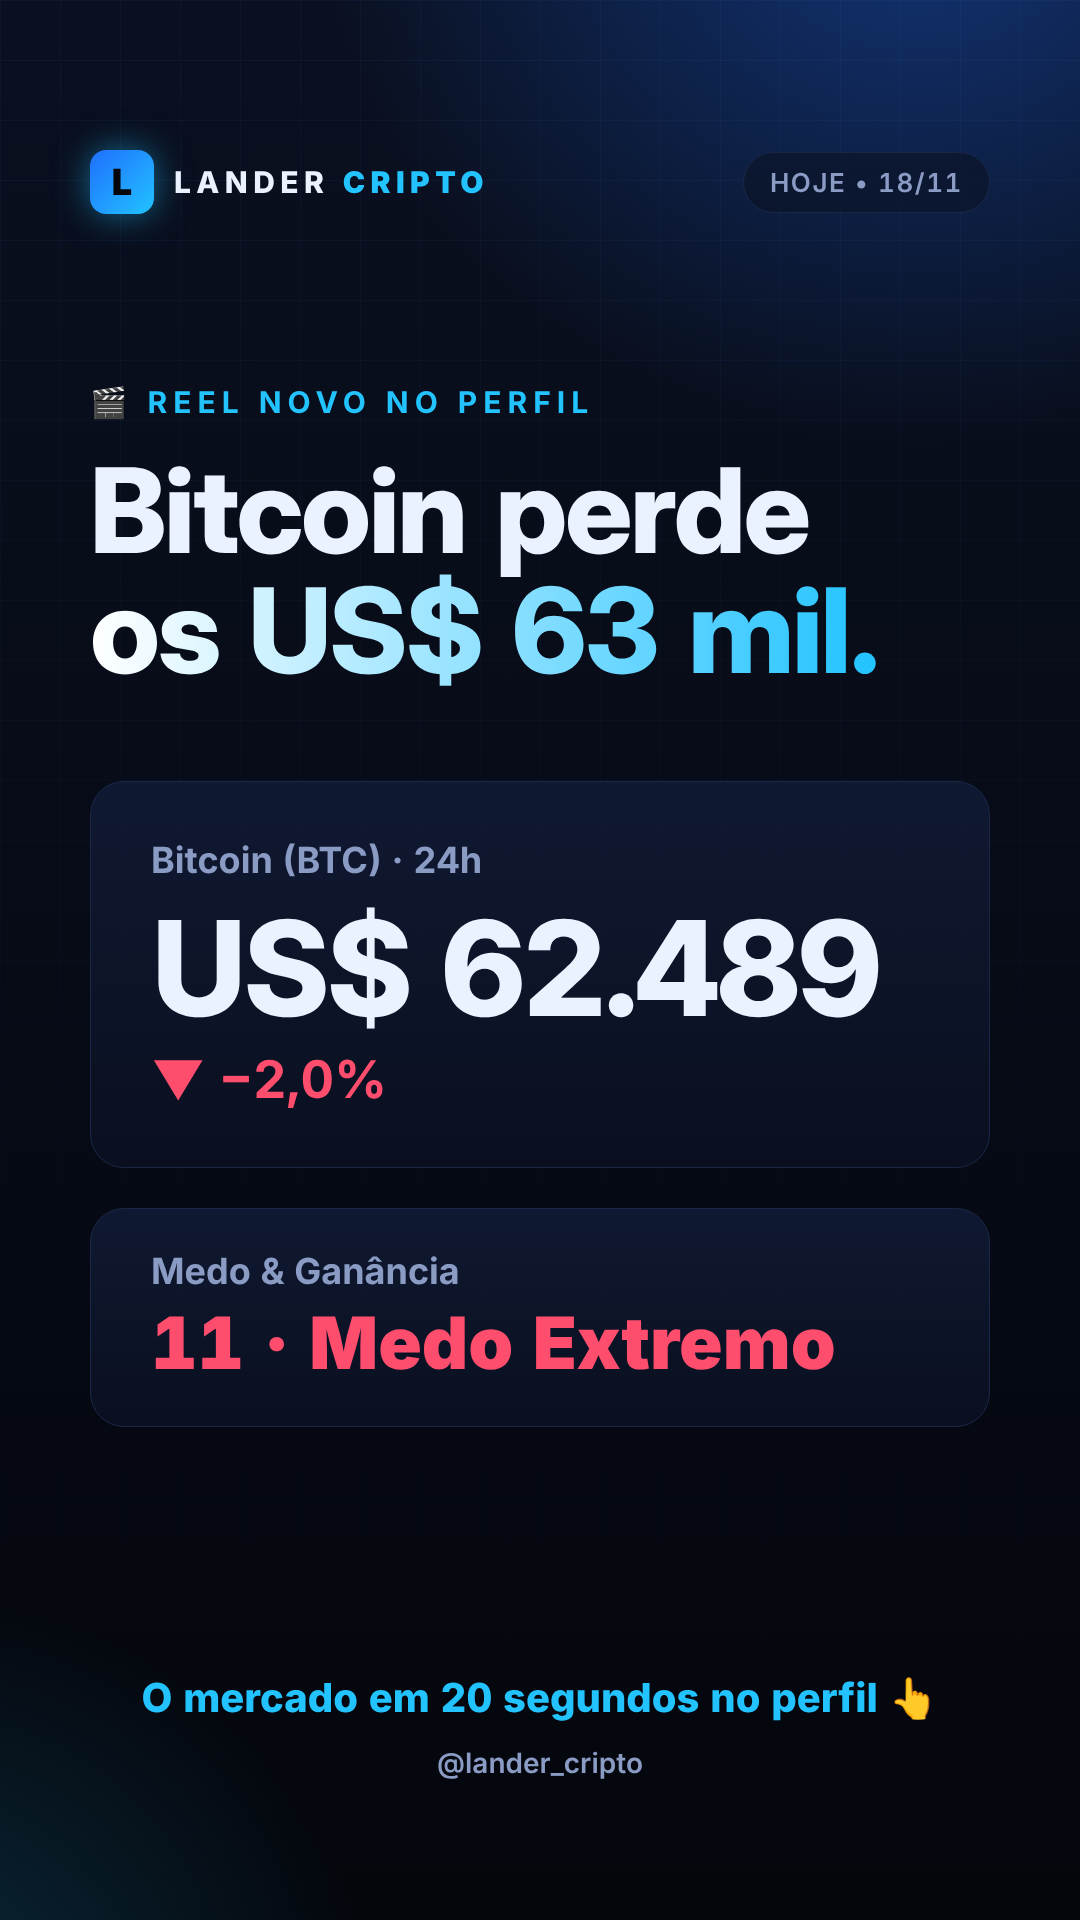 L LANDER CRIPTO
HOJE • 18/11
🎬 REEL NOVO NO PERFIL
Bitcoin perde
os US$ 63 mil.
Bitcoin (BTC) · 24h
US$ 62.489
▼ −2,0%
Medo & Ganância
11 · Medo Extremo
O mercado em 20 segundos no perfil 👆
@lander_cripto